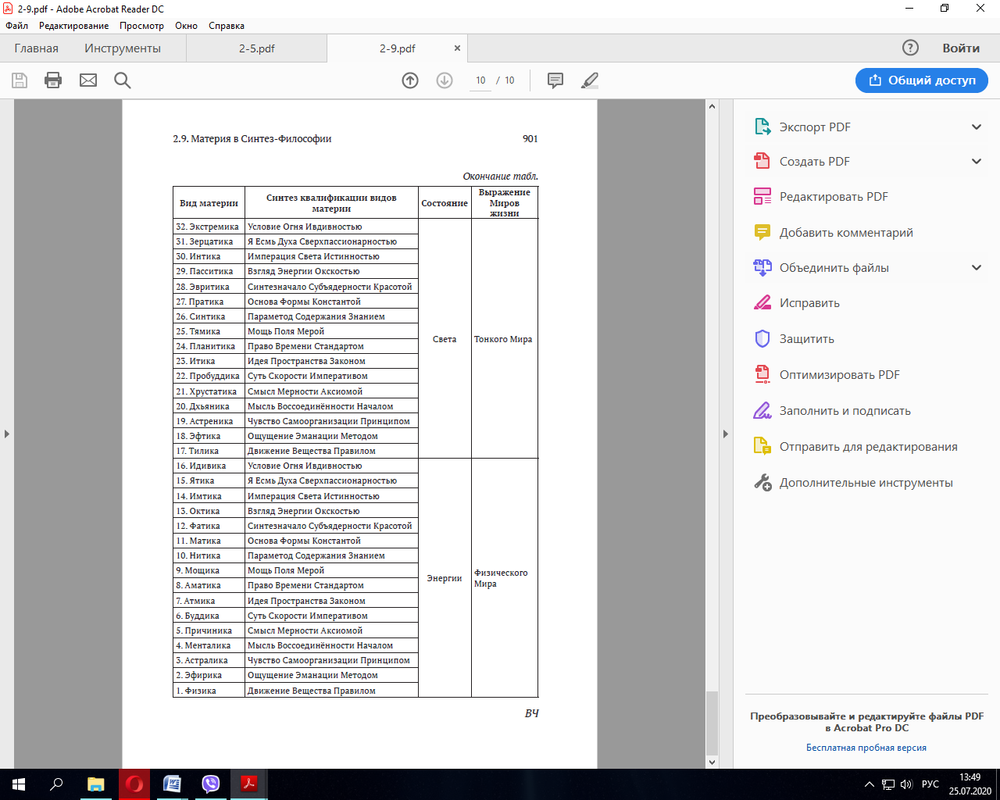 2-9.pdf - Adobe Acrobat Reader DC
Файл Редактирование Просмотр Окно Справка
Главная Инструменты 2-5.pdf 2-9.pdf × ? Войти
10 / 10 Общий доступ
2.9. Материя в Синтез-Философии 901
Окончание табл.
Вид материи Синтез квалификации видов материи Состояние Выражение Миров жизни
32. Экстремика Условие Огня Ивдивностью
31. Зерцатика Я Есмь Духа Сверхпассионарностью
30. Интика Империция Света Истинностью
29. Пасситика Взгляд Энергии Окскостью
28. Эвритика Синтезначало Субъядерности Красотой
27. Пратика Основа Формы Константой
26. Синтика Параметод Содержания Знанием
25. Тямика Мощь Поля Мерой
Света Тонкого Мира
24. Планитика Право Времени Стандартом
23. Итика Идея Пространства Законом
22. Пробуддика Суть Скорости Императивом
21. Хрустатика Смысл Мерности Аксиомой
20. Дхьяника Мысль Воссоединённости Началом
19. Астреника Чувство Самоорганизации Принципом
18. Эфтика Ощущение Эманации Методом
17. Тилика Движение Вещества Правилом
16. Идивика Условие Огня Ивдивностью
15. Ятика Я Есмь Духа Сверхпассионарностью
14. Имтика Империция Света Истинностью
13. Октика Взгляд Энергии Окскостью
12. Фатика Синтезначало Субъядерности Красотой
11. Матика Основа Формы Константой
10. Нитика Параметод Содержания Знанием
9. Мощика Мощь Поля Мерой
Энергии Физического Мира
8. Аматика Право Времени Стандартом
7. Атмика Идея Пространства Законом
6. Буддика Суть Скорости Императивом
5. Причиника Смысл Мерности Аксиомой
4. Менталика Мысль Воссоединённости Началом
3. Астралика Чувство Самоорганизации Принципом
2. Эфирика Ощущение Эманации Методом
1. Физика Движение Вещества Правилом
ВЧ
Экспорт PDF
Создать PDF
Редактировать PDF
Добавить комментарий
Объединить файлы
Исправить
Защитить
Оптимизировать PDF
Заполнить и подписать
Отправить для редактирования
Дополнительные инструменты
Преобразовывайте и редактируйте файлы PDF
в Acrobat Pro DC
Бесплатная пробная версия
РУС 13:49
25.07.2020